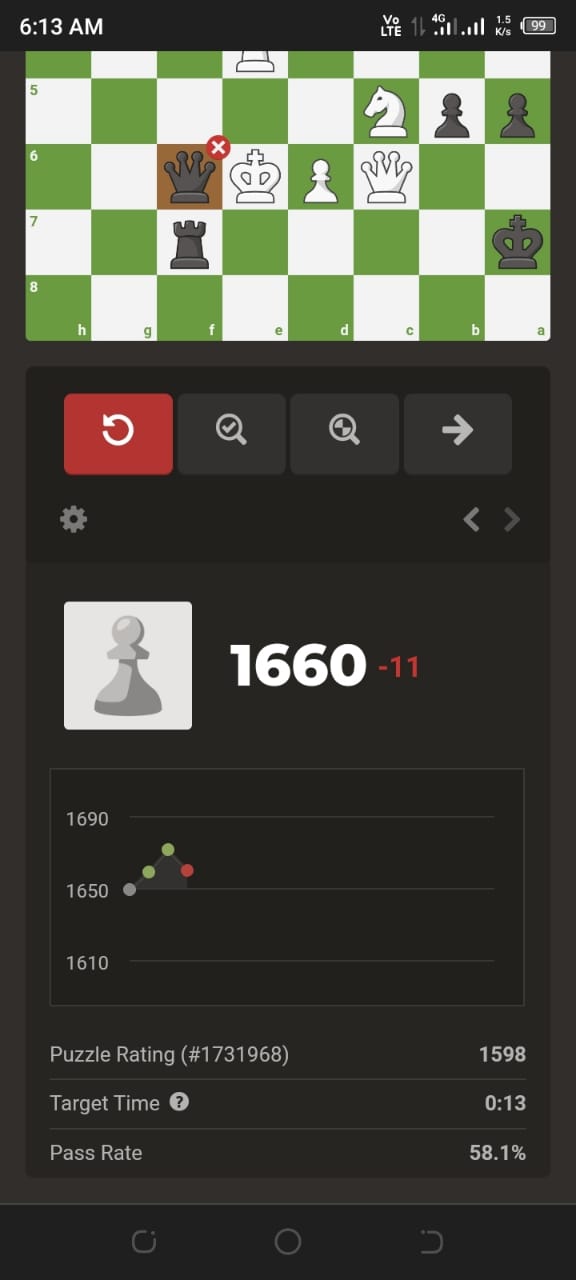 6:13 AM Vo LTE 4G 1.5 K/s 99
5
6
7
8
h g f e d c b a
1660 -11
1690
1650
1610
Puzzle Rating (#1731968) 1598
Target Time ? 0:13
Pass Rate 58.1%